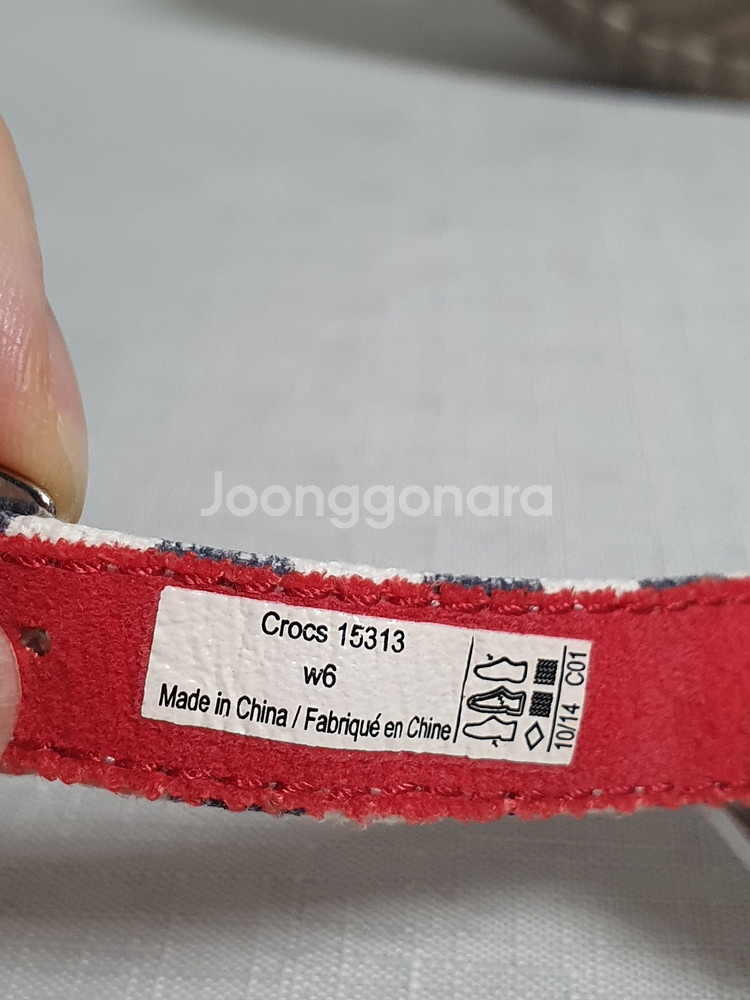 Joonggonara
Crocs 15313
w6
Made in China / Fabriqué en Chine
10/14 C01